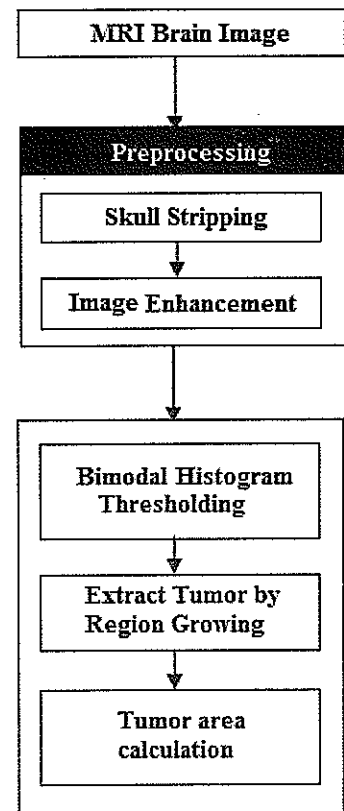 MRI Brain Image
Preprocessing
Skull Stripping
Image Enhancement
Bimodal Histogram
Thresholding
Extract Tumor by
Region Growing
Tumor area
calculation